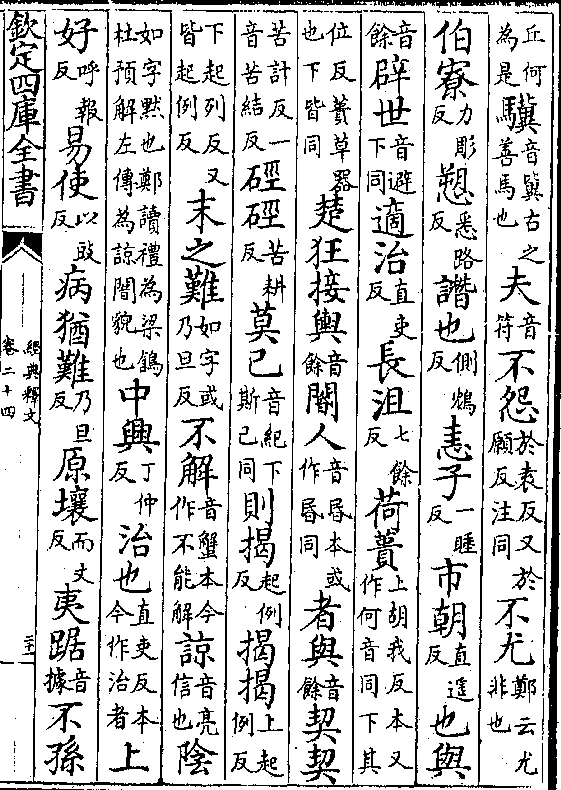 丘何為是驥音冀古之善馬也夫音符不怨於袁反又於願反注同不尤鄭云尤非也
伯寮力彫反愬悉路反譖也側鴆反恚子一睡反市朝直遥反也與
音餘辟世音避下同適治直吏反長沮七餘反荷蕢上胡我反本又作何音同下其
位反蕢草器也下皆同楚狂接輿音餘閽人音昬本或作昬同者與音餘契契
苦計反一音苦結反硜硜苦耕反莫己音紀下斯己同則揭起例反揭揭上起例反
下起列反又皆起例反末之難如字或乃旦反不解音蟹本今作不能解諒音亮信也陰
如字默也鄭讀禮為梁鵪杜預解左傳為諒闇貌也中興丁仲反治也直吏反本今作治者上
好呼報反易使以豉反病猶難乃旦反原壤而丈反夷踞音據不孫
欽定四庫全書
經典釋文
卷二十四